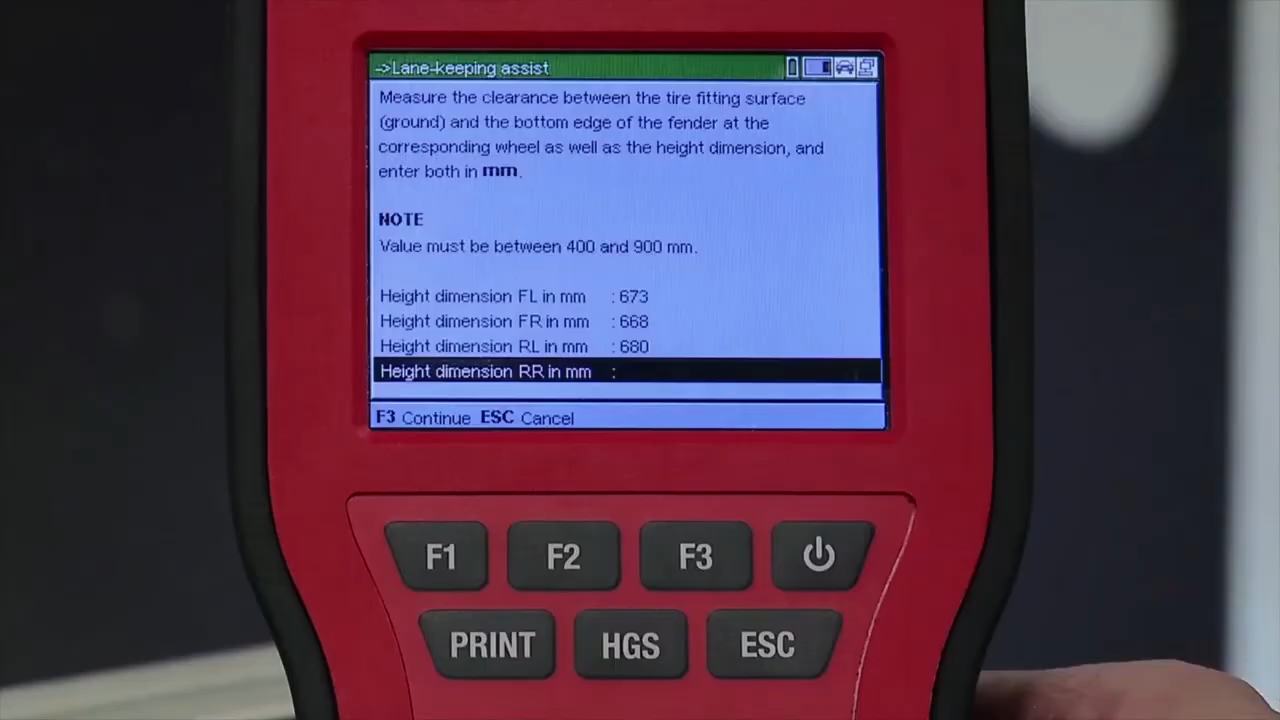 ->Lane-keeping assist
Measure the clearance between the tire fitting surface
(ground) and the bottom edge of the fender at the
corresponding wheel as well as the height dimension, and
enter both in mm.
NOTE
Value must be between 400 and 900 mm.
Height dimension FL in mm : 673
Height dimension FR in mm : 668
Height dimension RL in mm : 680
Height dimension RR in mm :
F3 Continue ESC Cancel
F1 F2 F3
PRINT HGS ESC